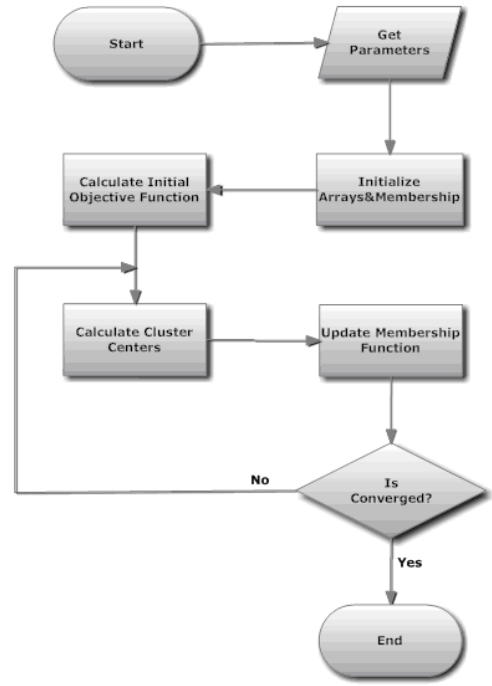 Start
Get
Parameters
Initialize
Arrays&Membership
Calculate Initial
Objective Function
Calculate Cluster
Centers
Update Membership
Function
Is
Converged?
No
Yes
End